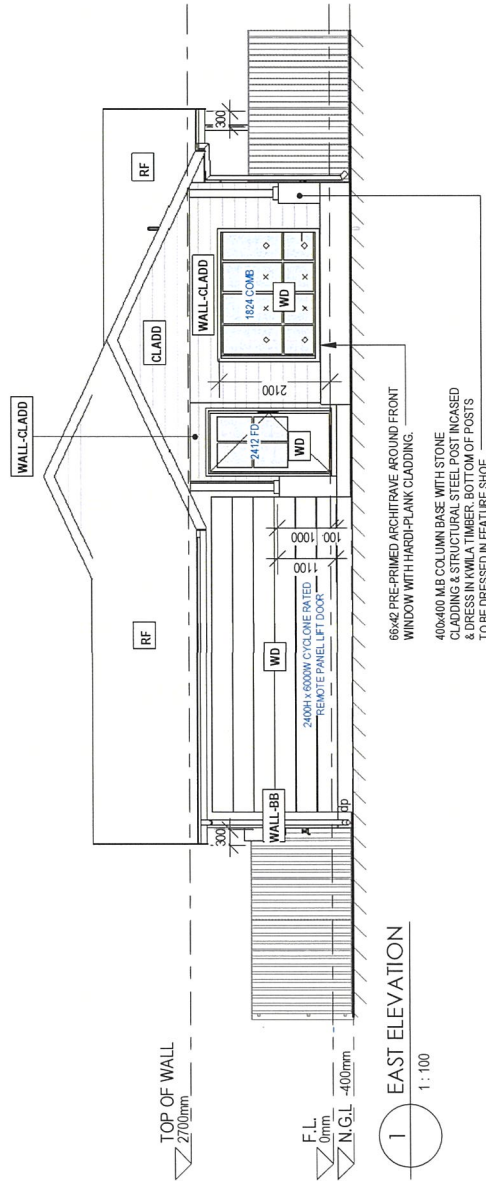 WALL-CLADD
RF
RF
CLADD
WALL-CLADD
300
300
1824 COMB
WD
2100
2412 FD
WD
1000
100
1100
WD
2400H x 6000W CYCLONE RATED
REMOTE PANEL LIFT DOOR
WALL-BB
dp
TOP OF WALL
2700mm
F.L.
0mm
N.G.L -400mm
66x42 PRE-PRIMED ARCHITRAVE AROUND FRONT
WINDOW WITH HARDI-PLANK CLADDING.
400x400 M.B COLUMN BASE WITH STONE
CLADDING & STRUCTURAL STEEL POST INCASED
& DRESS IN KWILA TIMBER. BOTTOM OF POSTS
TO BE DRESSED IN FEATURE SHOE
1 EAST ELEVATION
1 : 100